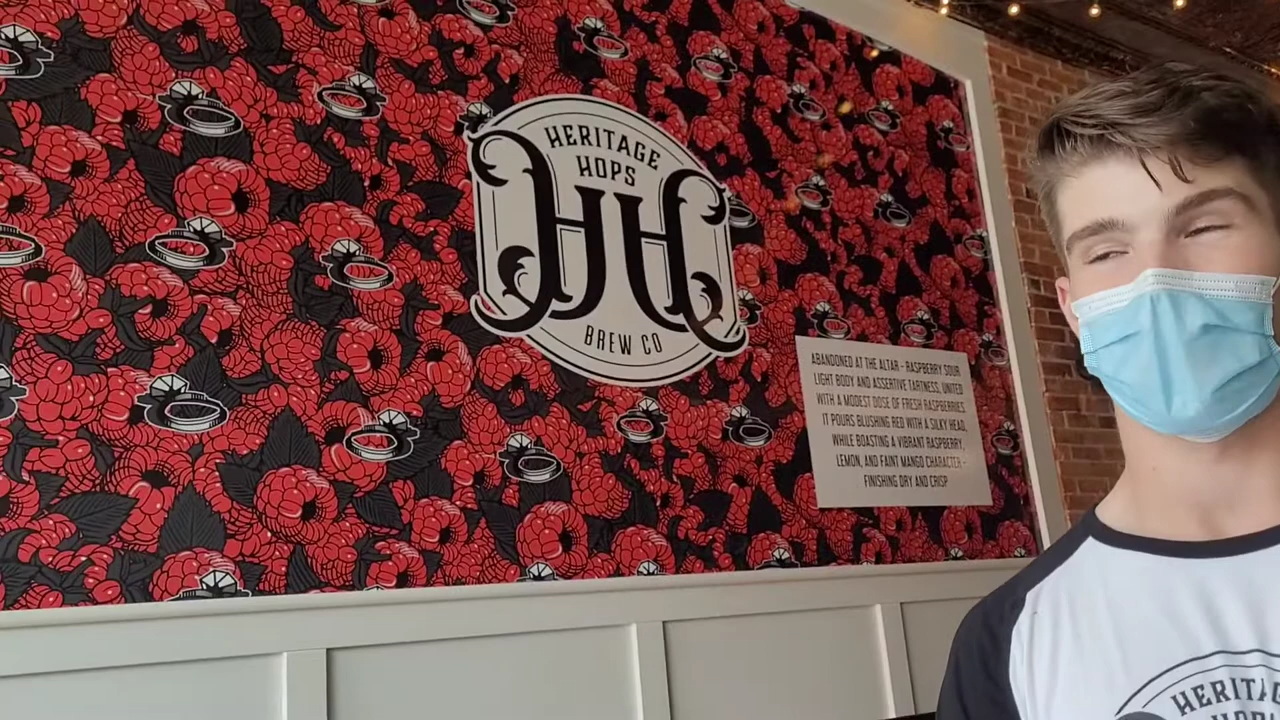 HERITAGE
HOPS
HH
BREW CO
ABANDONED AT THE ALTAR - RASPBERRY SOUR
LIGHT BODY AND ASSERTIVE TARTNESS, UNITED
WITH A MODEST DOSE OF FRESH RASPBERRIES.
IT POURS BLUSHING RED WITH A SILKY HEAD,
WHILE BOASTING A VIBRANT RASPBERRY,
LEMON, AND FAINT MANGO CHARACTER -
FINISHING DRY AND CRISP
HERITAG